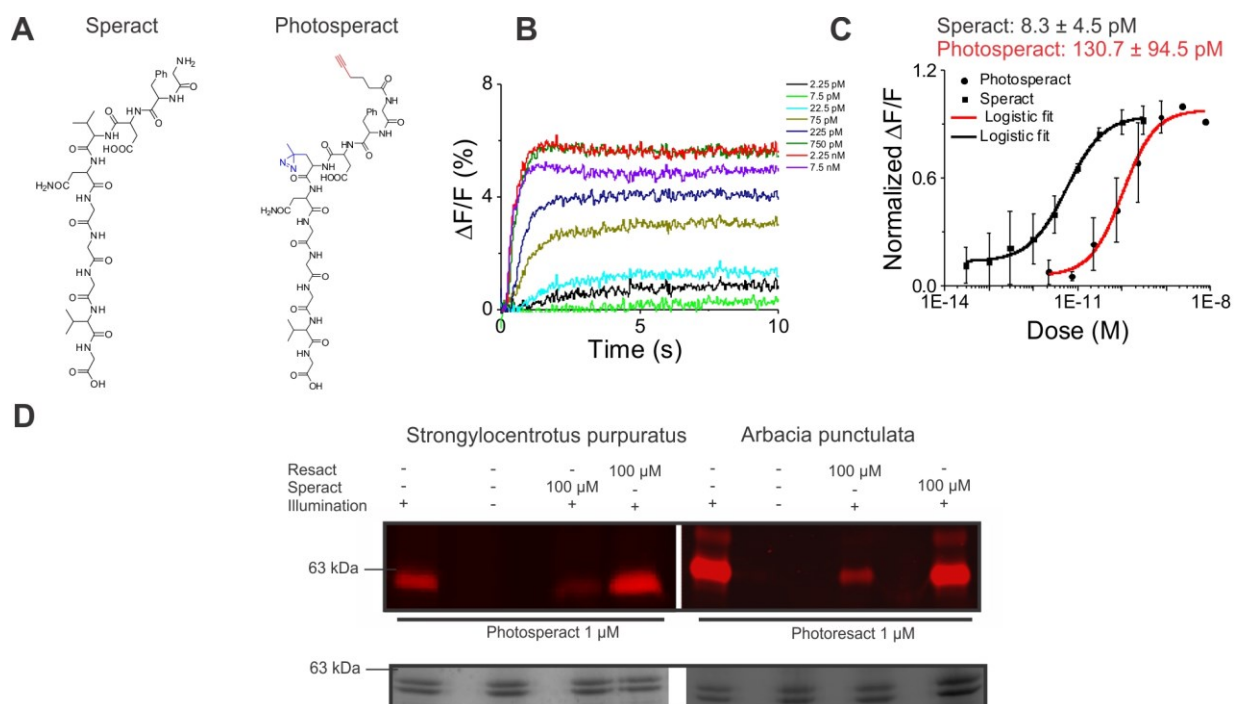 A
Speract
Photosperact
B
C
Speract: 8.3 ± 4.5 pM
Photosperact: 130.7 ± 94.5 pM
NH2
Ph
O
NH
HN
HOOC
H2NOC
OH
N
N
ΔF/F (%)
8
4
0
0
5
10
Time (s)
2.25 pM
7.5 pM
22.5 pM
75 pM
225 pM
750 pM
2.25 nM
7.5 nM
Normalized ΔF/F
1.2
0.6
0.0
1E-14
1E-11
1E-8
Dose (M)
Photosperact
Speract
Logistic fit
Logistic fit
D
Strongylocentrotus purpuratus
Arbacia punctulata
Resact - - - 100 µM - - 100 µM -
Speract - - 100 µM - - - - 100 µM
Illumination + - + + + - + +
63 kDa
Photosperact 1 µM
Photoresact 1 µM
63 kDa